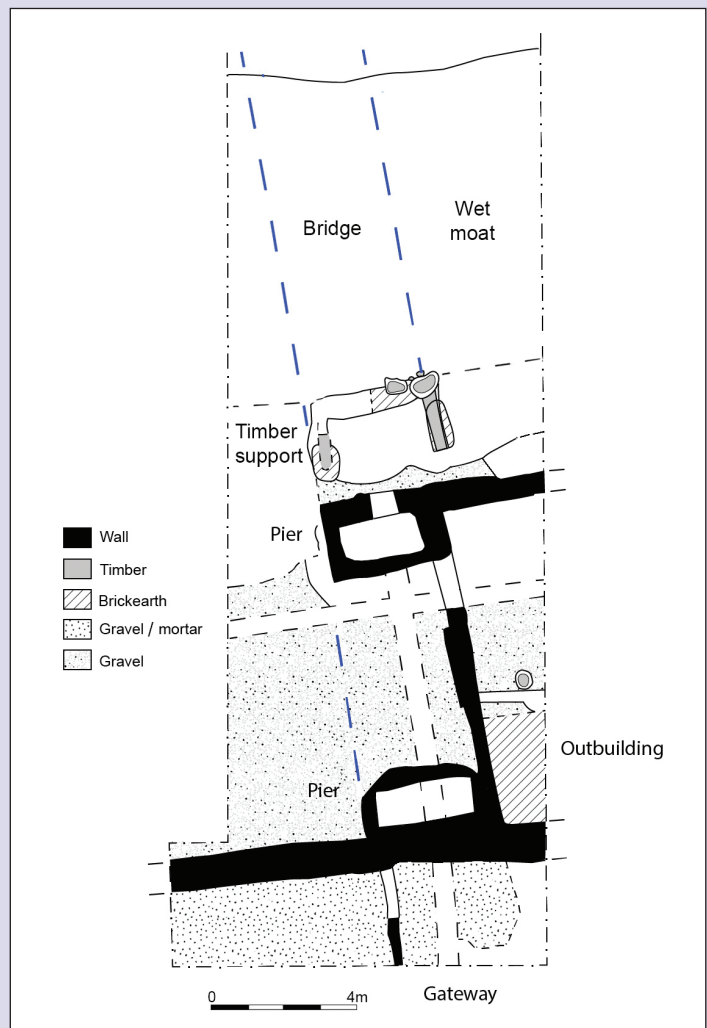 Bridge
Wet
moat
Timber
support
Pier
Wall
Timber
Brickearth
Gravel / mortar
Gravel
Outbuilding
Pier
Gateway
0 4m